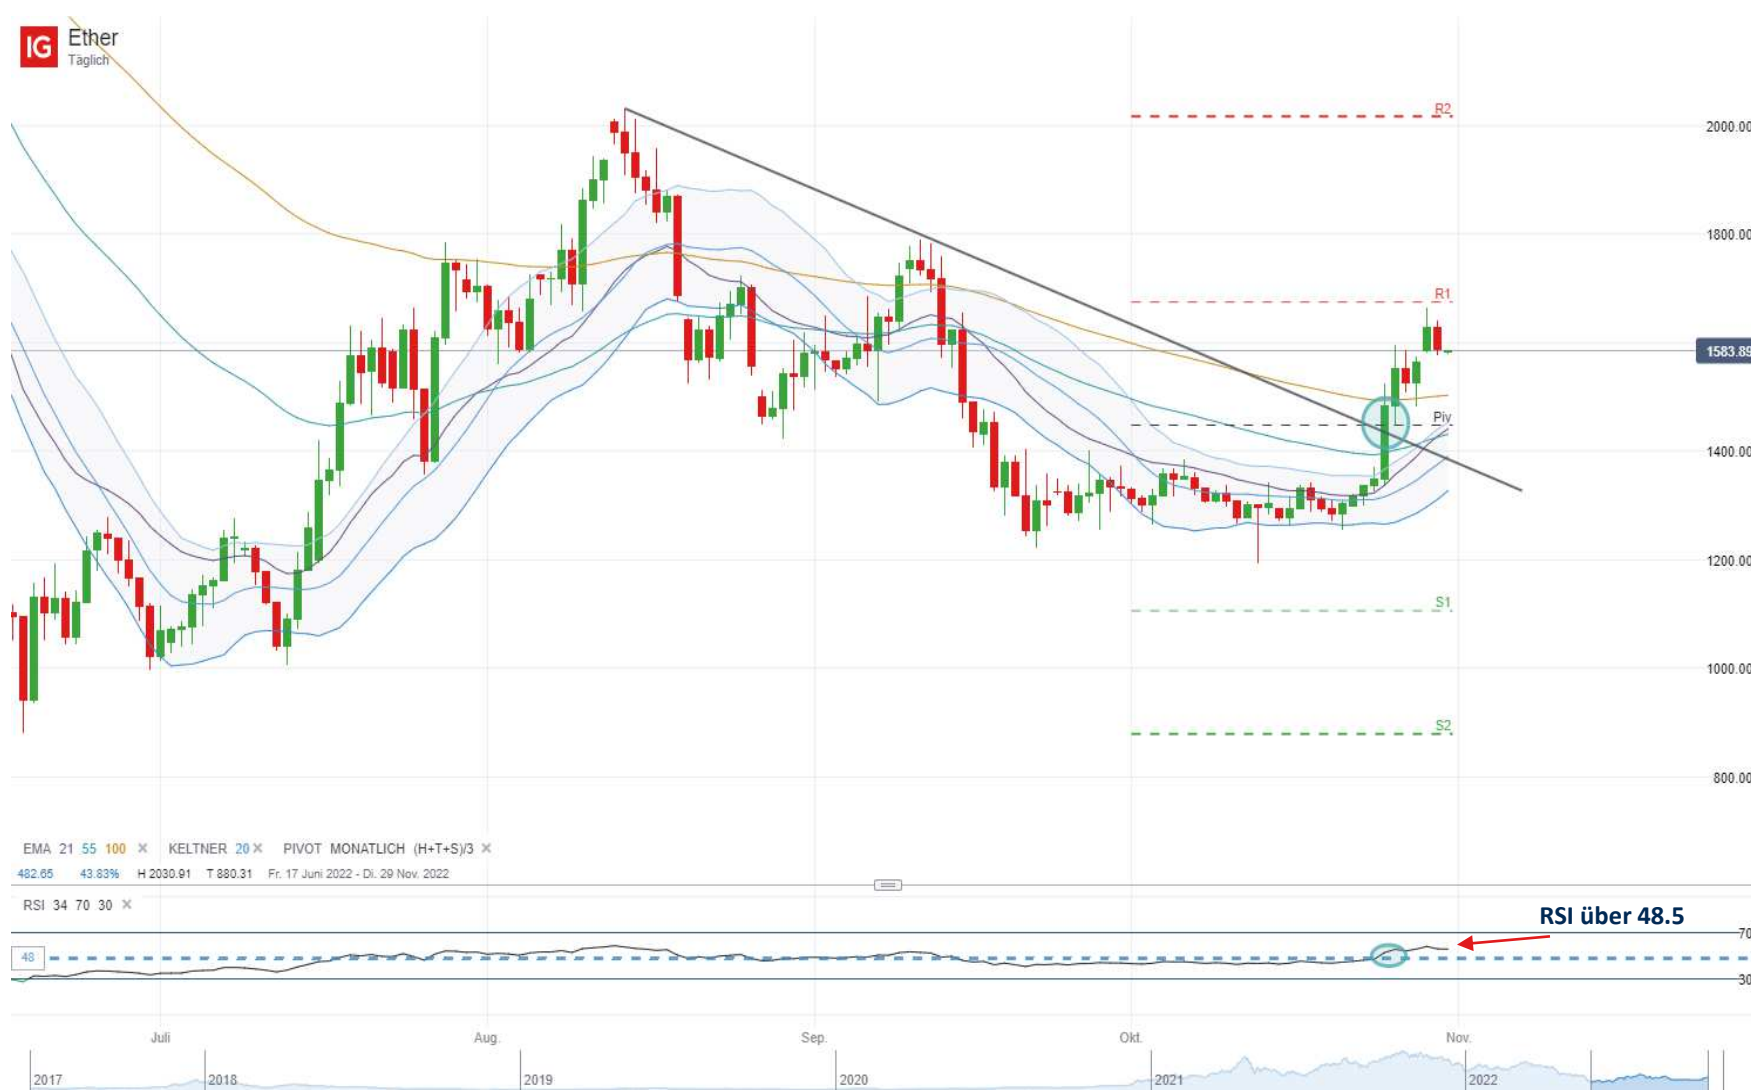 IG Ether
Täglich
R2
2000.00
1800.00
R1
1583.85
Piv
1400.00
1200.00
S1
1000.00
S2
800.00
EMA 21 55 100 × KELTNER 20 × PIVOT MONATLICH (H+T+S)/3 ×
482.65 43.83% H 2030.91 T 880.31 Fr. 17 Juni 2022 - Di. 29 Nov. 2022
RSI 34 70 30 ×
RSI über 48.5
70
48
30
Juli Aug. Sep. Okt. Nov.
2017 2018 2019 2020 2021 2022